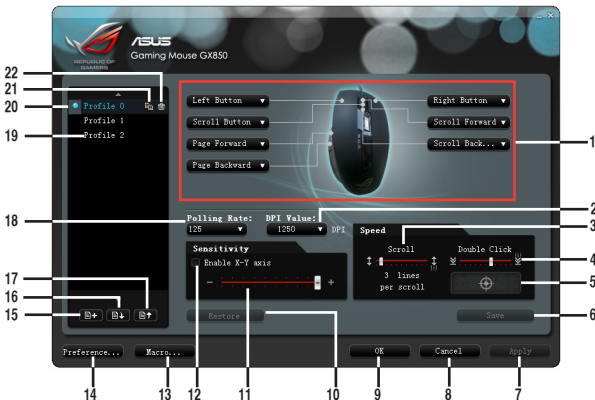 REPUBLIC OF
GAMERS
ASUS
Gaming Mouse GX850
22
21
20
19
Profile 0
Profile 1
Profile 2
Left Button
Scroll Button
Page Forward
Page Backward
Right Button
Scroll Forward
Scroll Back...
1
18
Polling Rate:
125
DPI Value:
1250
DPI
2
Speed
3
Scroll
Double Click
4
3 lines
per scroll
5
Sensitivity
Enable X-Y axis
17
16
15
Restore
Save
6
Preference...
Macro...
OK
Cancel
Apply
14
13
12
11
10
9
8
7